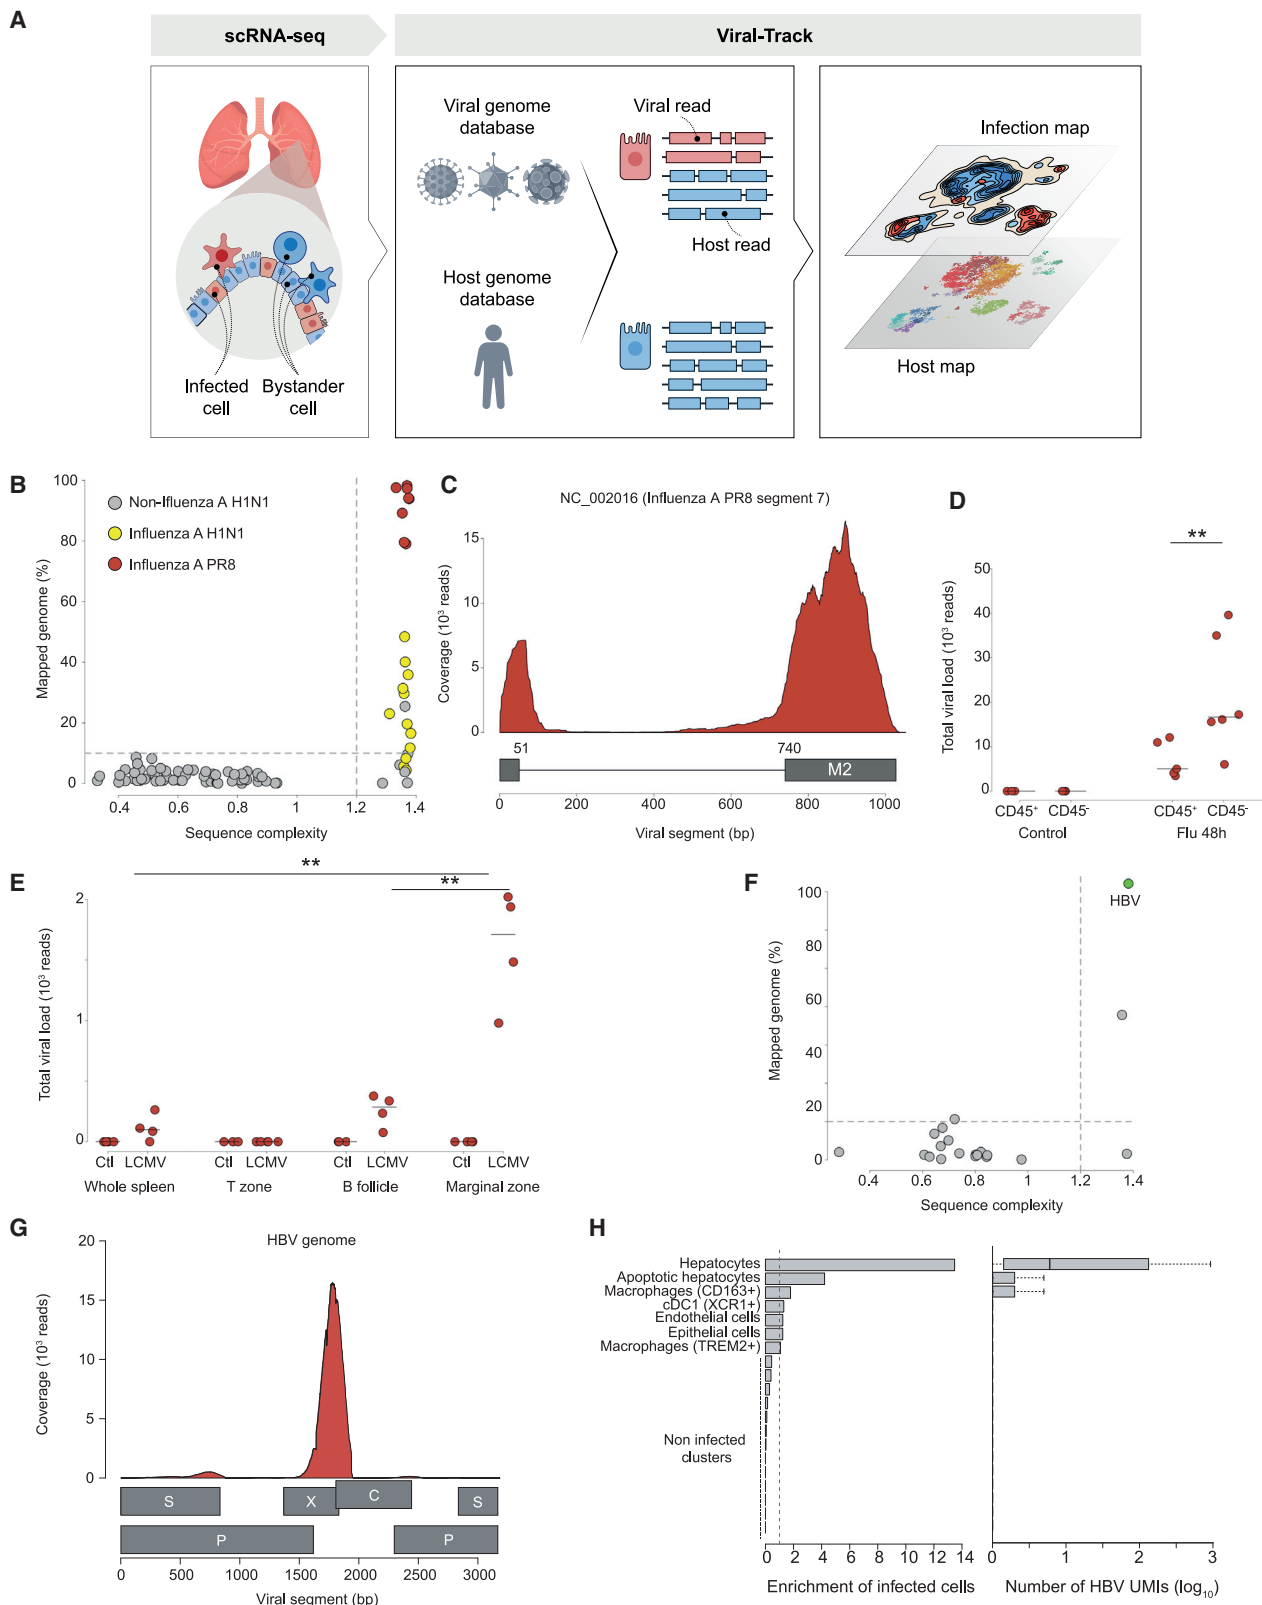 A
scRNA-seq
Viral-Track
Viral genome
database
Host genome
database
Viral read
Host read
Infected
cell
Bystander
cell
Infection map
Host map
B
Non-Ifluenza A H1N1
Influenza A H1N1
Influenza A PR8
Mapped genome (%)
100
80
60
40
20
0
0.4
0.6
0.8
0
1.2
1.4
Sequence complexity
C
NC_002016 (Influenza A PR8 segment 7)
Coverage (10³ reads)
15
10
5
0
51
740
M2
0
200
400
600
800
1000
Viral segment (bp)
D
**
Total viral load (10³ reads)
50
40
30
20
10
0
CD45⁺
CD45⁻
CD45⁺
CD45⁻
Control
Flu 48h
E
**
**
Total viral load (10³ reads)
2
1
0
Ctl
LCMV
Ctl
LCMV
Ctl
LCMV
Ctl
LCMV
Whole spleen
T zone
B follicle
Marginal zone
F
HBV
Mapped genome (%)
100
80
60
40
20
0
0.4
0.6
0.8
1
1.2
1.4
Sequence complexity
G
HBV genome
Coverage (10³ reads)
20
15
10
5
0
S
X
C
S
P
P
0
500
1000
1500
2000
2500
3000
Viral segment (bp)
H
Hepatocytes
Apoptotic hepatocytes
Macrophages (CD163+)
cDC1 (XCR1+)
Endothelial cells
Epithelial cells
Macrophages (TREM2+)
Non infected
clusters
0
2
4
6
8
10
12
14
Enrichment of infected cells
0
1
2
3
Number of HBV UMIs (log₁₀)